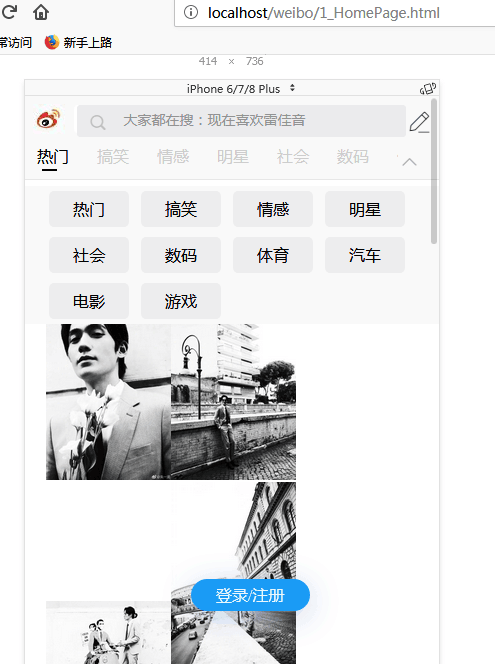 localhost/weibo/1_HomePage.html
常访问 新手上路
414 × 736
iPhone 6/7/8 Plus
大家都在搜：现在喜欢雷佳音
热门 搞笑 情感 明星 社会 数码
热门 搞笑 情感 明星
社会 数码 体育 汽车
电影 游戏
登录/注册